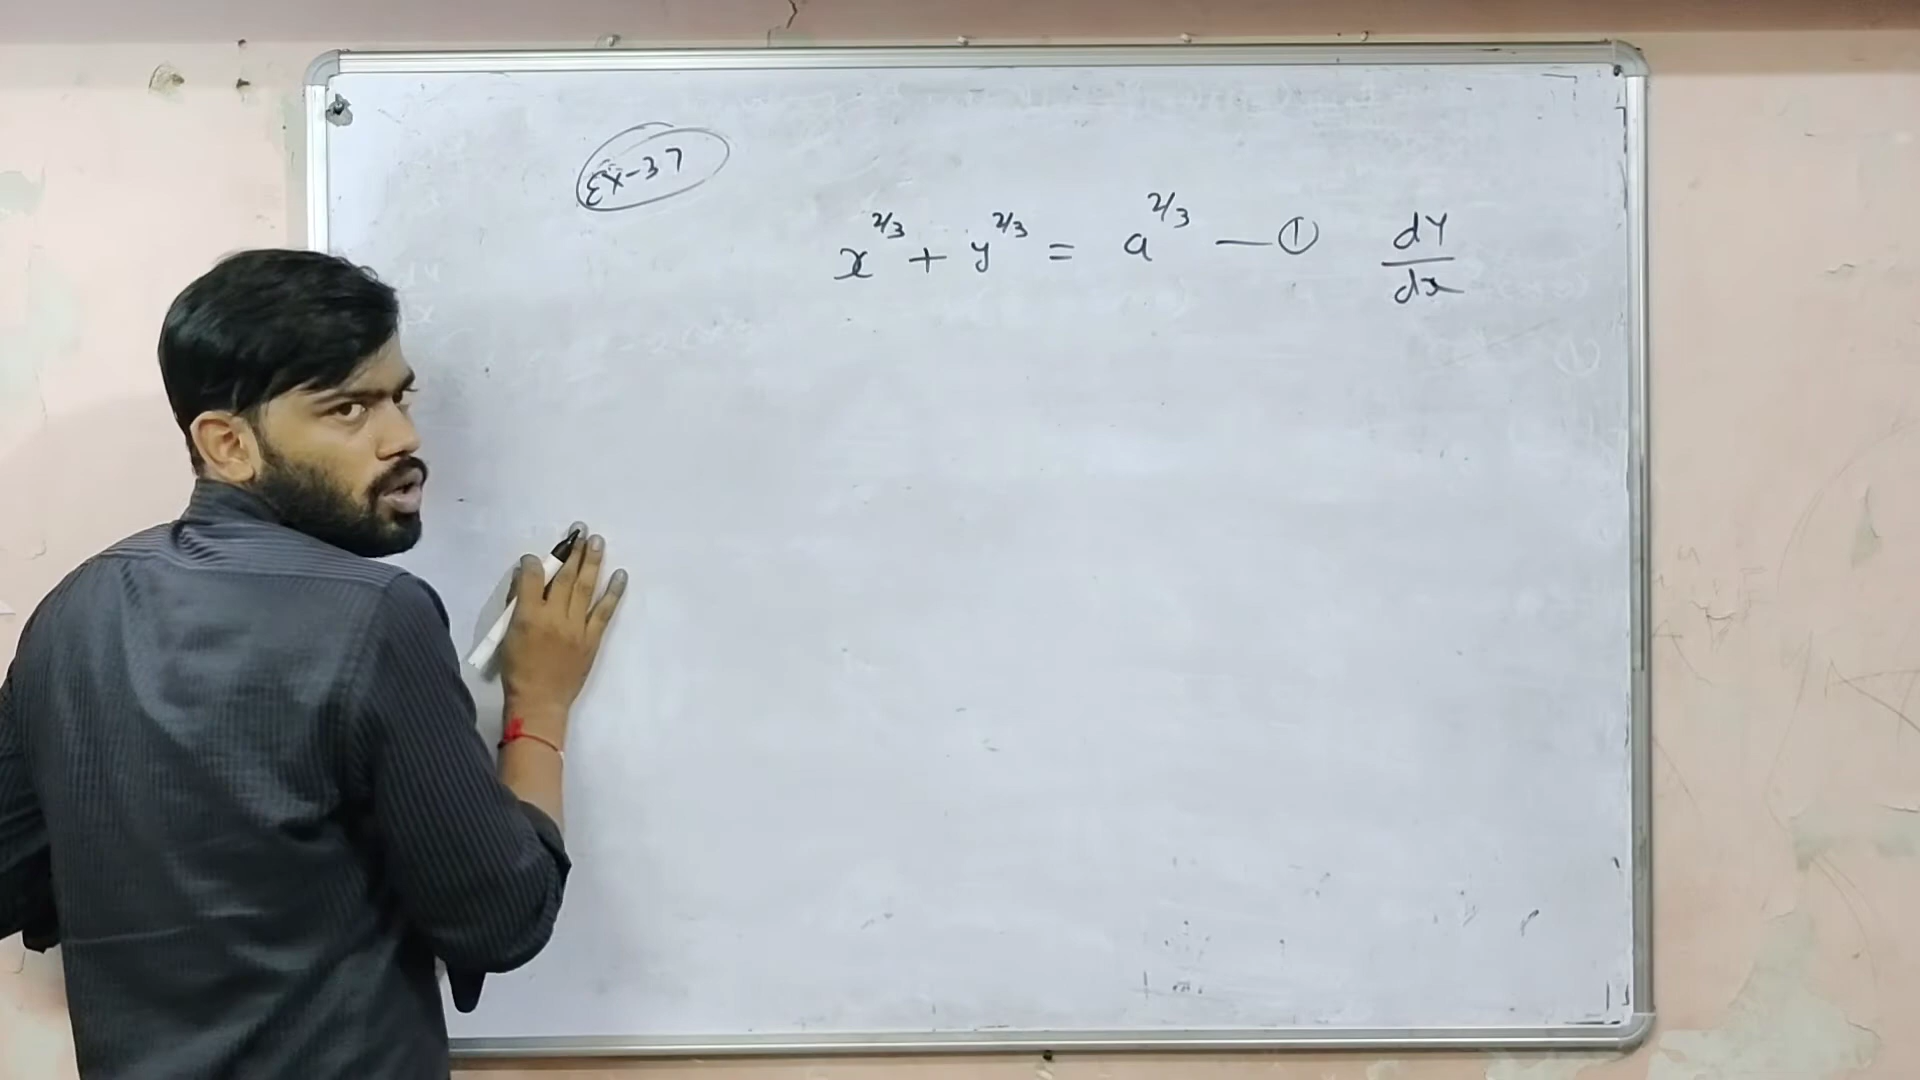 Ex-37
x^2/3 + y^2/3 = a^2/3 — ① dy/dx